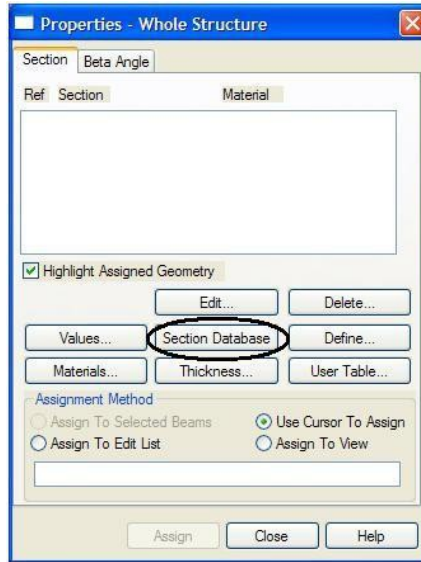 Properties - Whole Structure
Section Beta Angle
Ref Section Material
Highlight Assigned Geometry
Edit... Delete...
Values... Section Database Define...
Materials... Thickness... User Table...
Assignment Method
Assign To Selected Beams Use Cursor To Assign
Assign To Edit List Assign To View
Assign Close Help